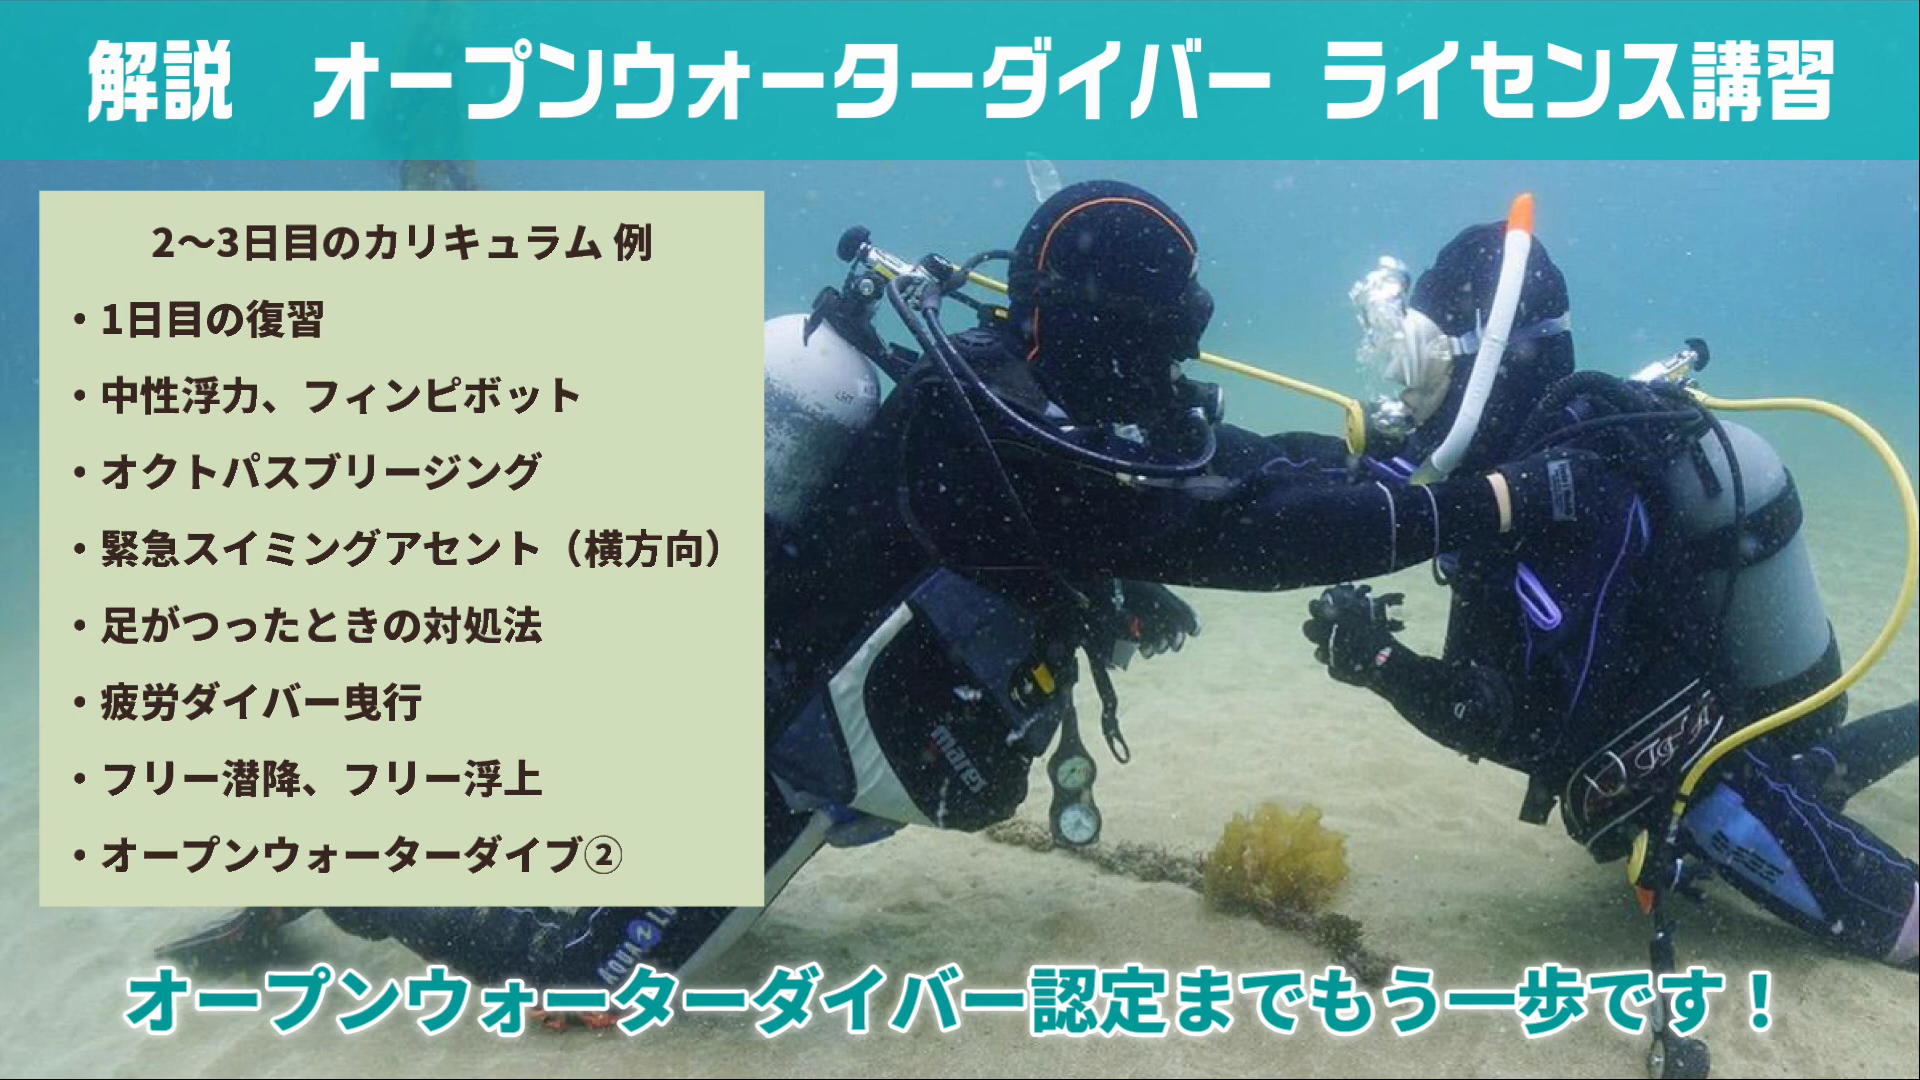 解説　オープンウォーターダイバー ライセンス講習
2～3日目のカリキュラム 例
・1日目の復習
・中性浮力、フィンピボット
・オクトパスブリージング
・緊急スイミングアセント（横方向）
・足がつったときの対処法
・疲労ダイバー曳行
・フリー潜降、フリー浮上
・オープンウォーターダイブ②
mares
オープンウォーターダイバー認定までもう一歩です！